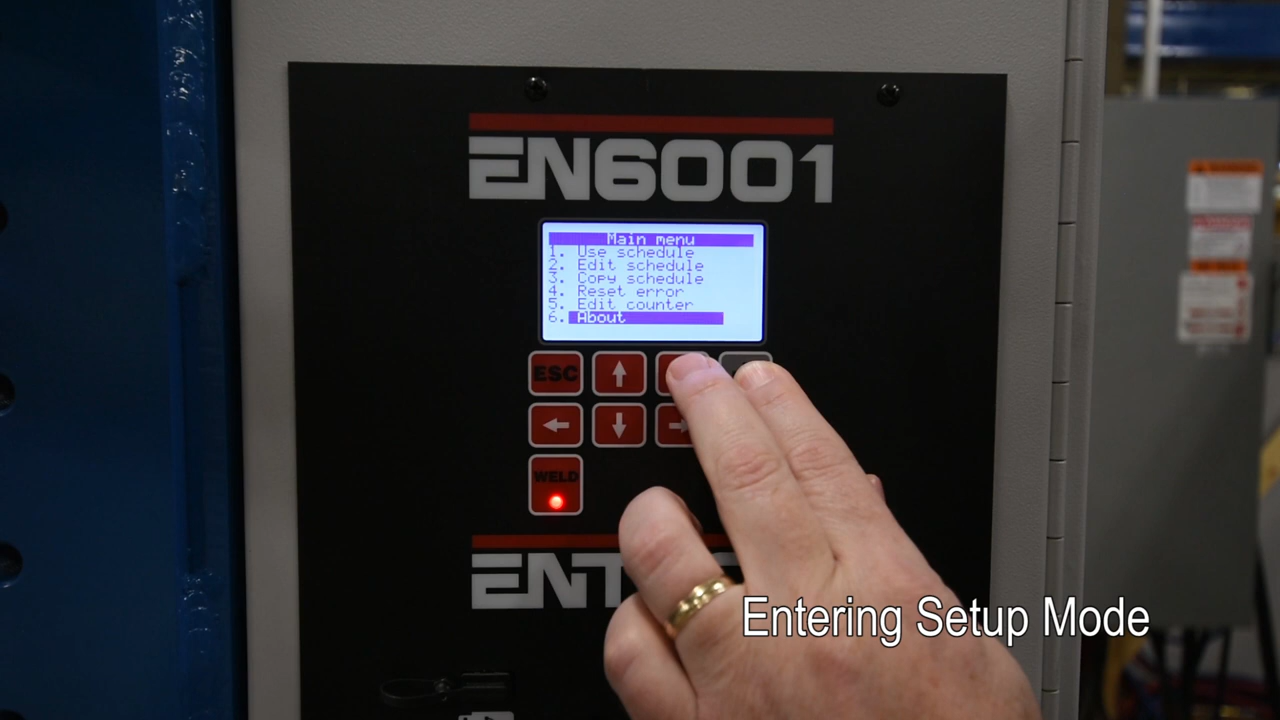 EN6001
Main menu
1. Use schedule
2. Edit schedule
3. Copy schedule
4. Reset error
5. Edit counter
6. About
ESC
WELD
Entering Setup Mode